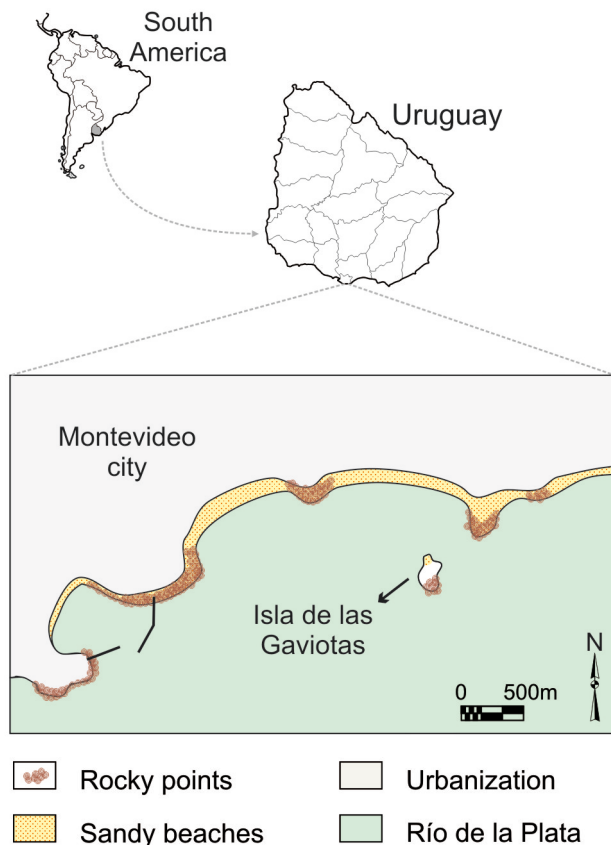 South
America
Uruguay
Montevideo
city
Isla de las
Gaviotas
N
0 500m
Rocky points
Urbanization
Sandy beaches
Río de la Plata